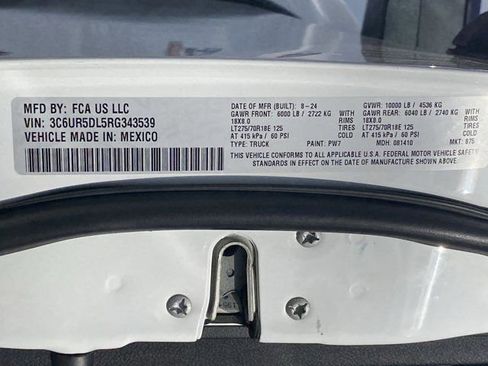 MFD BY: FCA US LLC
VIN: 3C6UR5DL5RG343539
VEHICLE MADE IN: MEXICO
DATE OF MFR (BUILT): 8-24 GVWR: 10000 LB / 4536 KG
GAWR FRONT: 6000 LB / 2722 KG WITH GAWR REAR: 6040 LB / 2740 KG WITH
18X8.0 RIMS 18X8.0 RIMS
LT275/70R18E 125 TIRES LT275/70R18E 125 TIRES
AT 415 kPa / 60 PSI AT 415 kPa / 60 PSI
TYPE: TRUCK PAINT: PW7 MDH: 081410 MKT: 875
THIS VEHICLE CONFORMS TO ALL APPLICABLE U.S.A. FEDERAL MOTOR VEHICLE SAFETY
STANDARDS IN EFFECT ON THE DATE OF MANUFACTURE SHOWN ABOVE.